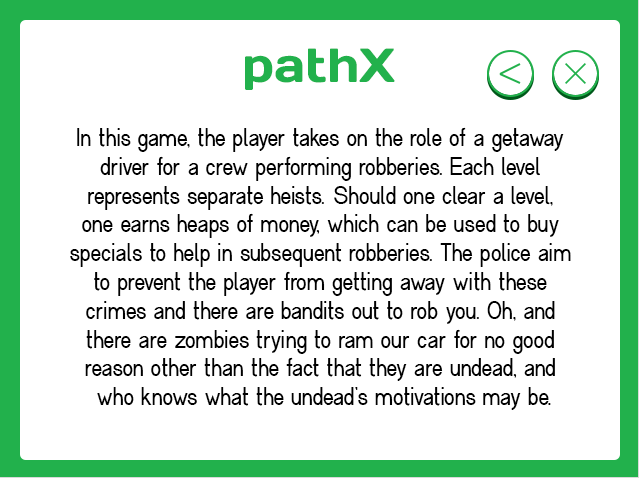 pathX
In this game, the player takes on the role of a getaway
driver for a crew performing robberies. Each level
represents separate heists. Should one clear a level,
one earns heaps of money, which can be used to buy
specials to help in subsequent robberies. The police aim
to prevent the player from getting away with these
crimes and there are bandits out to rob you. Oh, and
there are zombies trying to ram our car for no good
reason other than the fact that they are undead, and
who knows what the undead's motivations may be.